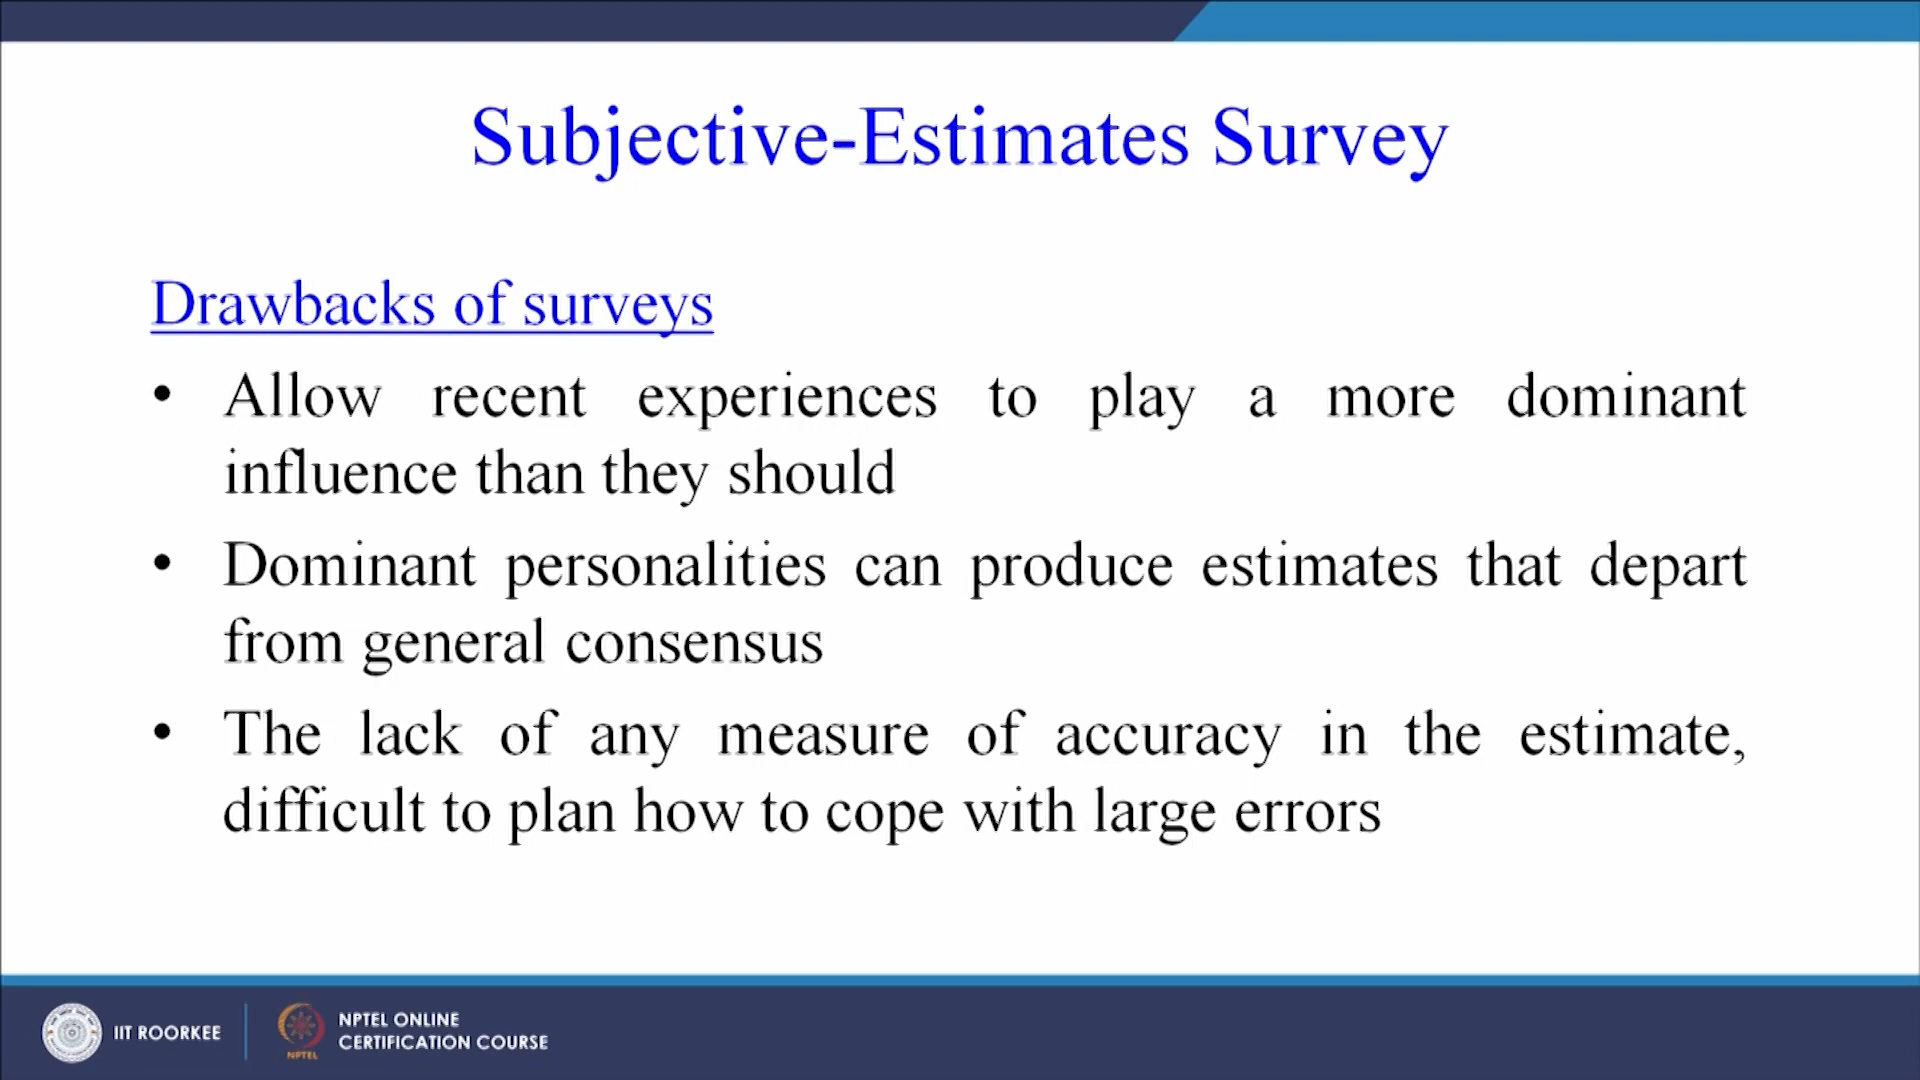 Subjective-Estimates Survey
Drawbacks of surveys
• Allow recent experiences to play a more dominant
influence than they should
• Dominant personalities can produce estimates that depart
from general consensus
• The lack of any measure of accuracy in the estimate,
difficult to plan how to cope with large errors
IIT ROORKEE
NPTEL
NPTEL ONLINE
CERTIFICATION COURSE